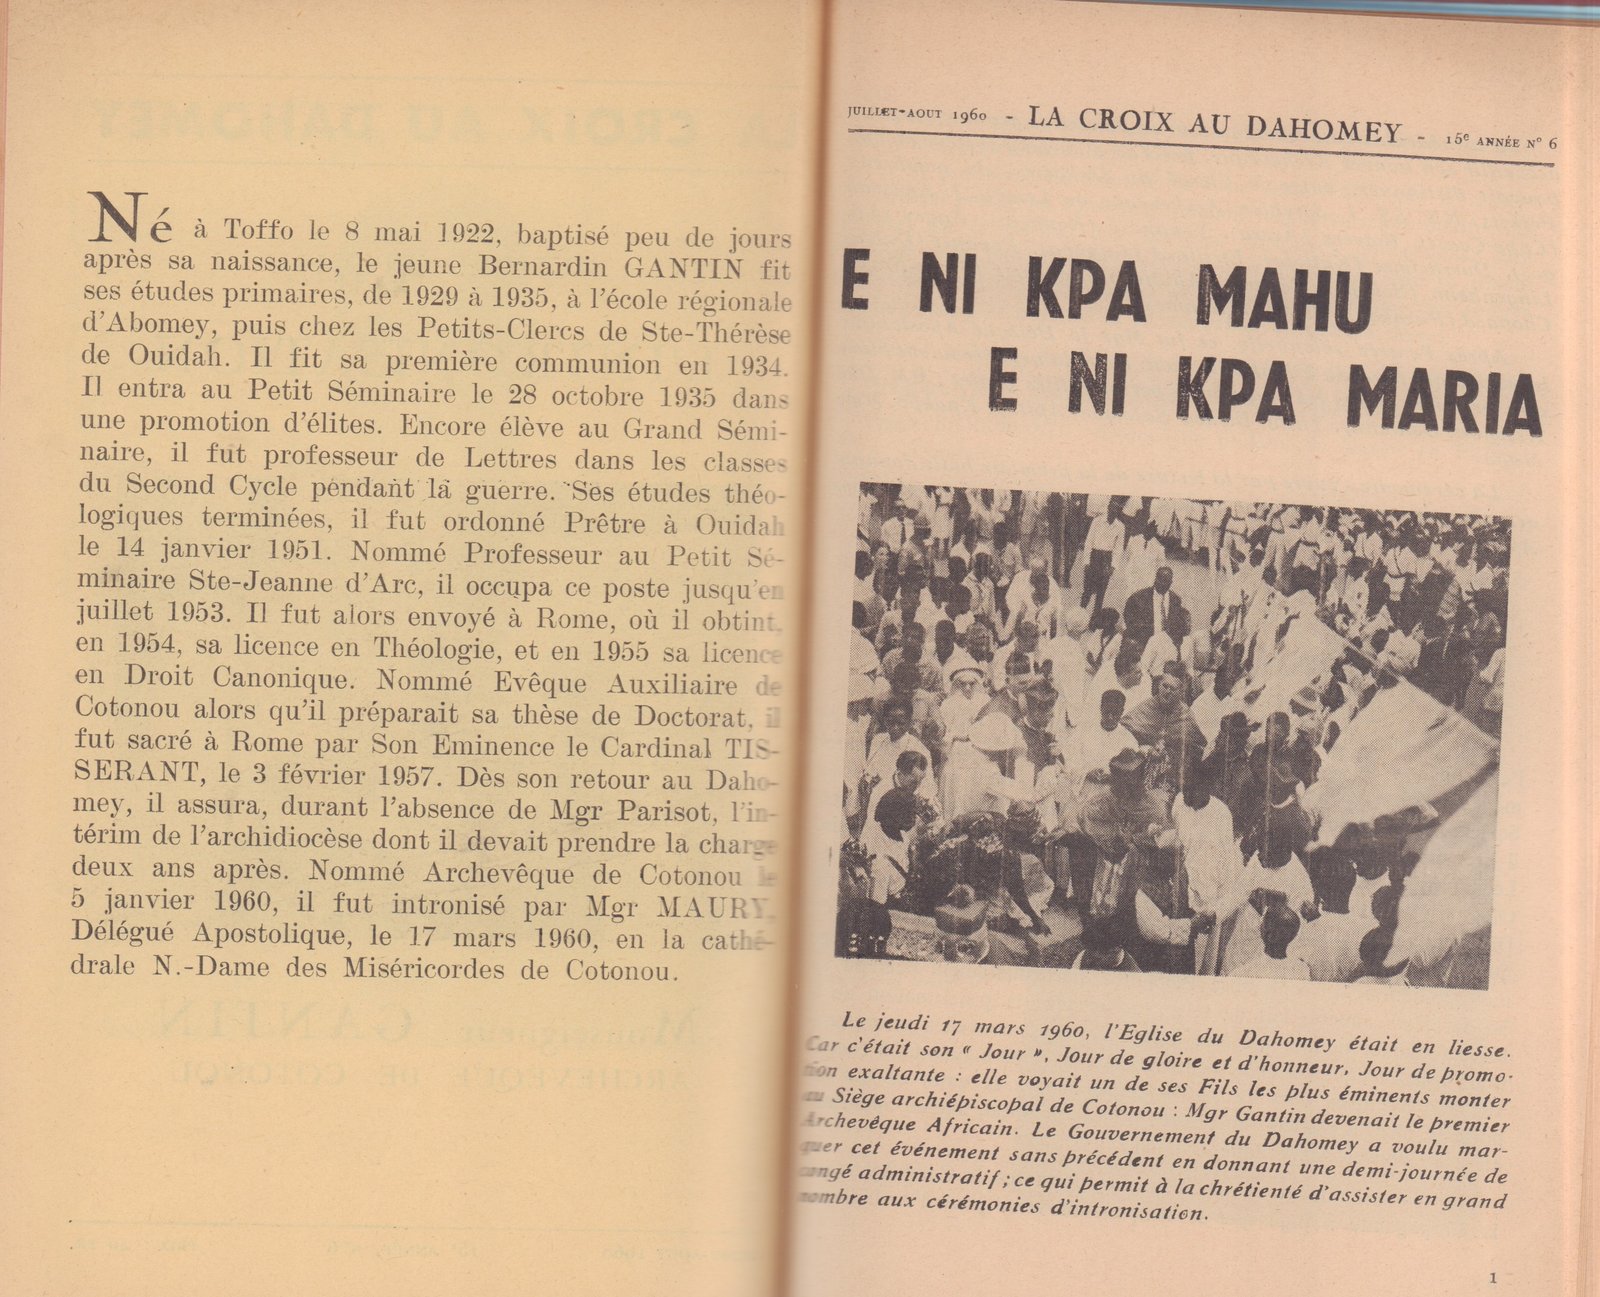 Né à Toffo le 8 mai 1922, baptisé peu de jours
après sa naissance, le jeune Bernardin GANTIN fit
ses études primaires, de 1929 à 1935, à l'école régionale
d'Abomey, puis chez les Petits-Clercs de Ste-Thérèse
de Ouidah. Il fit sa première communion en 1934.
Il entra au Petit Séminaire le 28 octobre 1935 dans
une promotion d'élites. Encore élève au Grand Sémi-
naire, il fut professeur de Lettres dans les classes
du Second Cycle pendant la guerre. Ses études théo-
logiques terminées, il fut ordonné Prêtre à Ouidah
le 14 janvier 1951. Nommé Professeur au Petit Sé-
minaire Ste-Jeanne d'Arc, il occupa ce poste jusqu'en
juillet 1953. Il fut alors envoyé à Rome, où il obtint,
en 1954, sa licence en Théologie, et en 1955 sa licence
en Droit Canonique. Nommé Evêque Auxiliaire de
Cotonou alors qu'il préparait sa thèse de Doctorat, il
fut sacré à Rome par Son Eminence le Cardinal TIS-
SERANT, le 3 février 1957. Dès son retour au Daho-
mey, il assura, durant l'absence de Mgr Parisot, l'in-
térim de l'archidiocèse dont il devait prendre la charge
deux ans après. Nommé Archevêque de Cotonou le
5 janvier 1960, il fut intronisé par Mgr MAURY,
Délégué Apostolique, le 17 mars 1960, en la cathé-
drale N.-Dame des Miséricordes de Cotonou.
JUILLET-AOUT 1960 - LA CROIX AU DAHOMEY - 15e ANNÉE N° 6
E NI KPA MAHU
E NI KPA MARIA
Le jeudi 17 mars 1960, l'Eglise du Dahomey était en liesse.
Car c'était son « Jour », Jour de gloire et d'honneur, Jour de promo-
tion exaltante : elle voyait un de ses Fils les plus éminents monter
au Siège archiépiscopal de Cotonou : Mgr Gantin devenait le premier
Archevêque Africain. Le Gouvernement du Dahomey a voulu mar-
quer cet événement sans précédent en donnant une demi-journée de
congé administratif ; ce qui permit à la chrétienté d'assister en grand
nombre aux cérémonies d'intronisation.
1